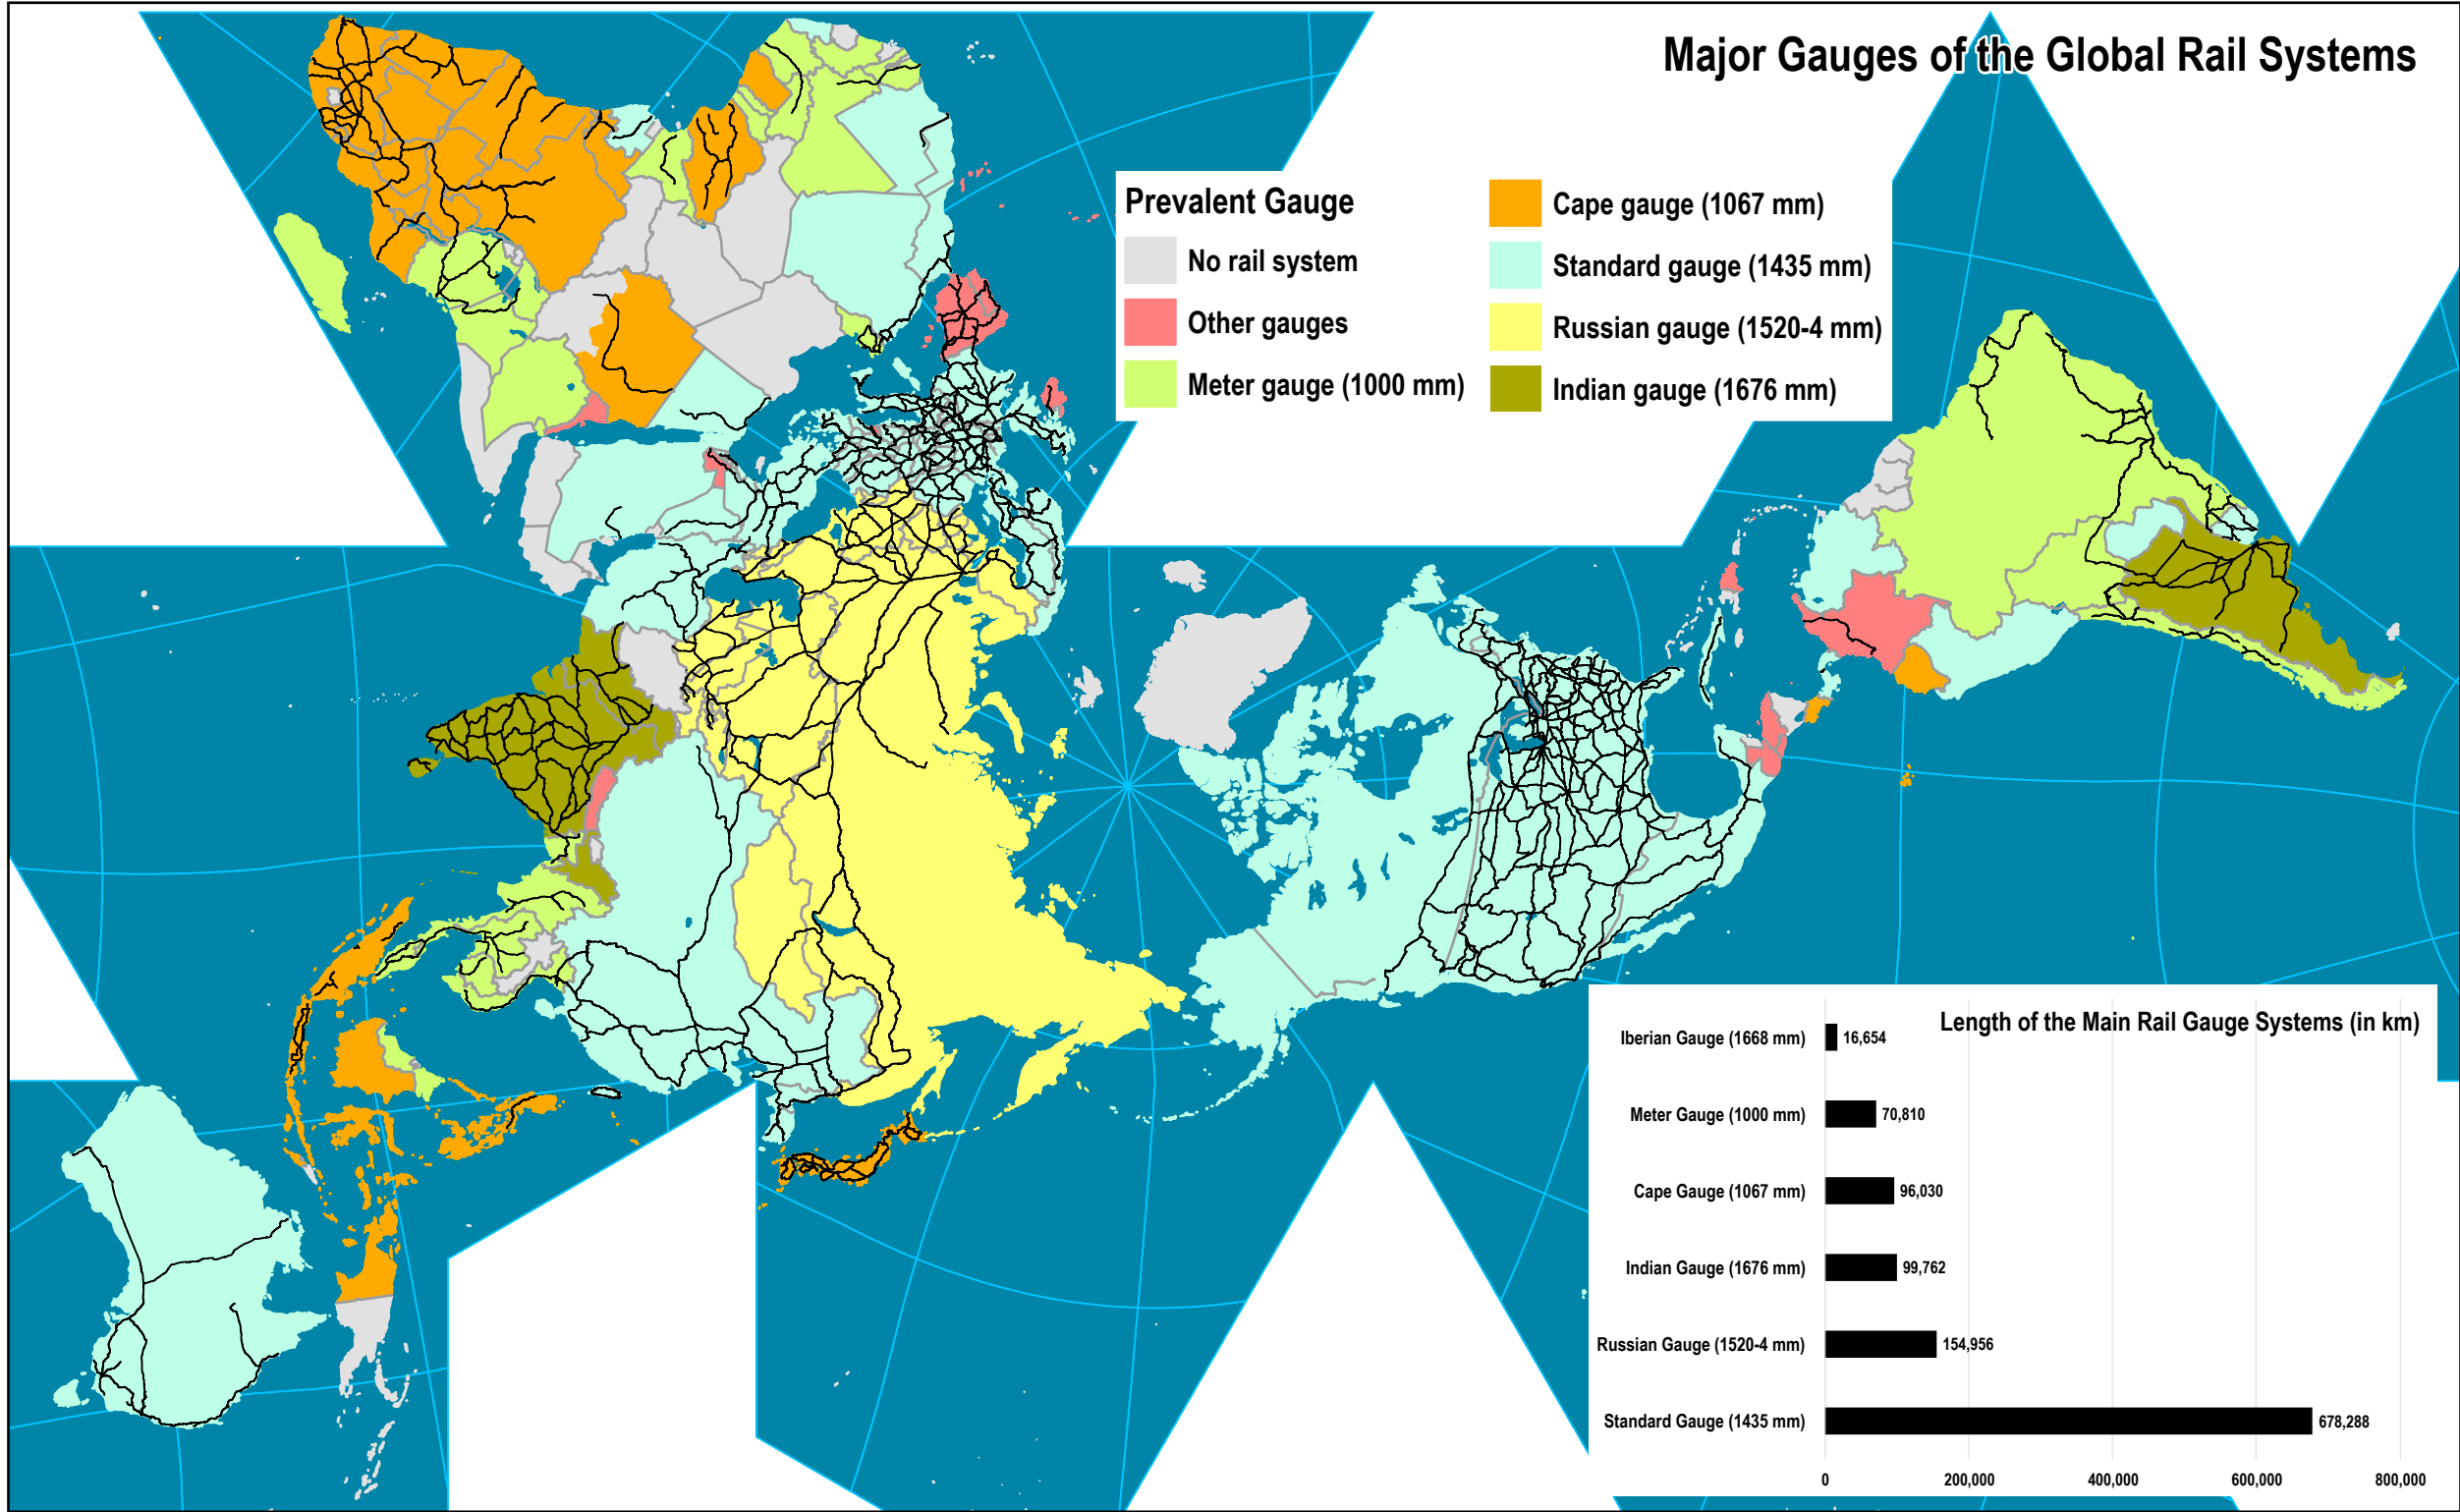 Major Gauges of the Global Rail Systems
Prevalent Gauge
No rail system
Other gauges
Meter gauge (1000 mm)
Cape gauge (1067 mm)
Standard gauge (1435 mm)
Russian gauge (1520-4 mm)
Indian gauge (1676 mm)
Length of the Main Rail Gauge Systems (in km)
Iberian Gauge (1668 mm) 16,654
Meter Gauge (1000 mm) 70,810
Cape Gauge (1067 mm) 96,030
Indian Gauge (1676 mm) 99,762
Russian Gauge (1520-4 mm) 154,956
Standard Gauge (1435 mm) 678,288
0 200,000 400,000 600,000 800,000